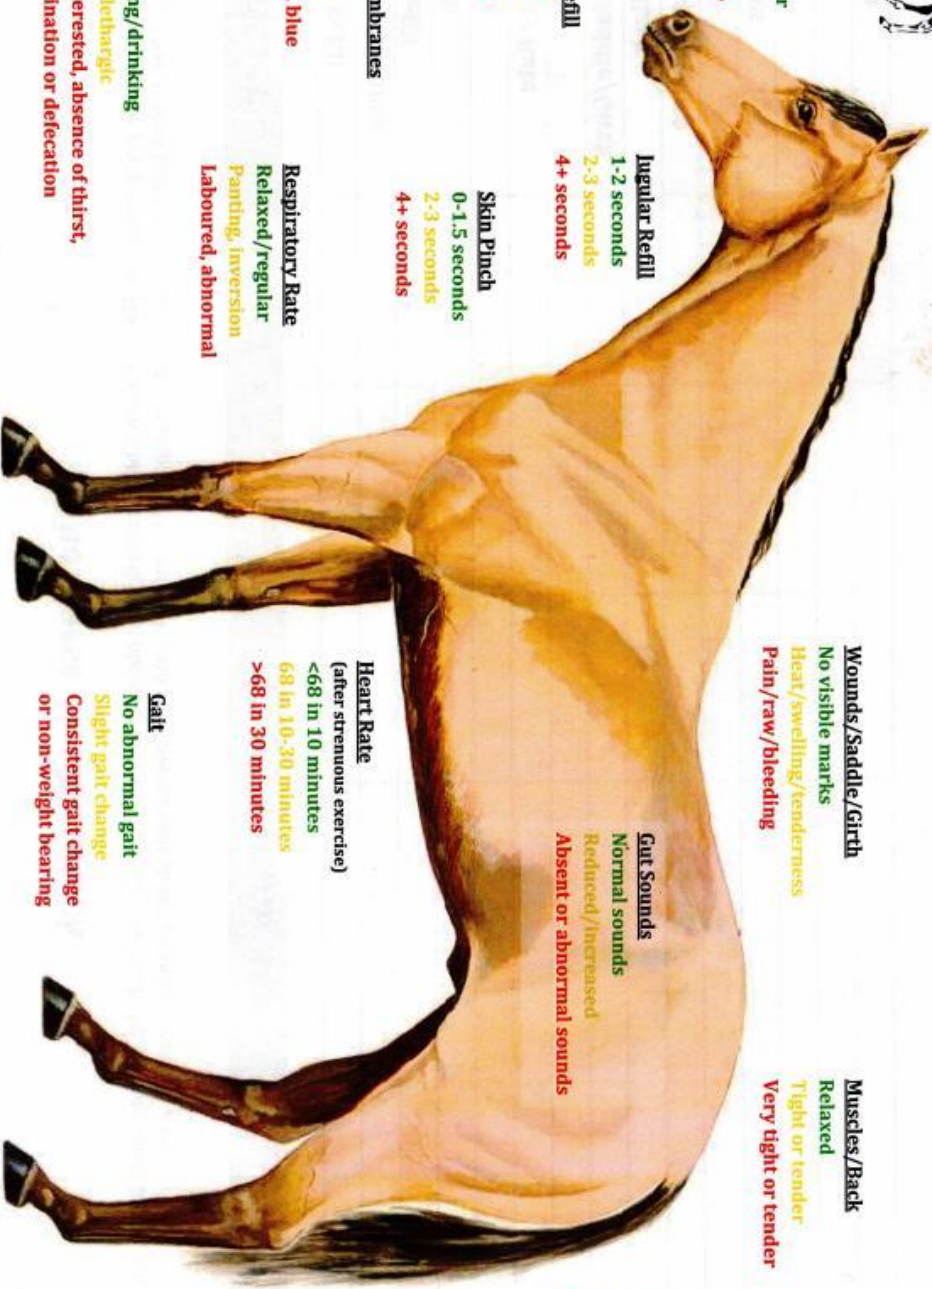 Wounds/Saddle/Girth
No visible marks
Heat/swelling/tenderness
Pain/raw/bleeding
Muscles/Back
Relaxed
Tight or tender
Very tight or tender
Jugular Refill
1-2 seconds
2-3 seconds
4+ seconds
Gut Sounds
Normal sounds
Reduced/increased
Absent or abnormal sounds
Skin Pinch
0-1.5 seconds
2-3 seconds
4+ seconds
mbranes
, blue
Respiratory Rate
Relaxed/regular
Panting, inversion
Laboured, abnormal
Heart Rate
(after strenuous exercise)
<68 in 10 minutes
68 in 10-30 minutes
>68 in 30 minutes
ng/drinking
lethargic
erested, absence of thirst,
ination or defecation
Gait
No abnormal gait
Slight gait change
Consistent gait change
or non-weight bearing